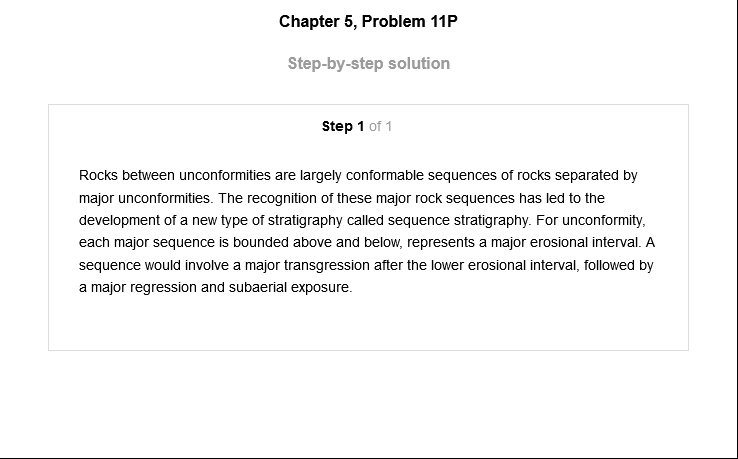 Chapter 5, Problem 11P
Step-by-step solution
Step 1 of 1
Rocks between unconformities are largely conformable sequences of rocks separated by
major unconformities. The recognition of these major rock sequences has led to the
development of a new type of stratigraphy called sequence stratigraphy. For unconformity,
each major sequence is bounded above and below, represents a major erosional interval. A
sequence would involve a major transgression after the lower erosional interval, followed by
a major regression and subaerial exposure.